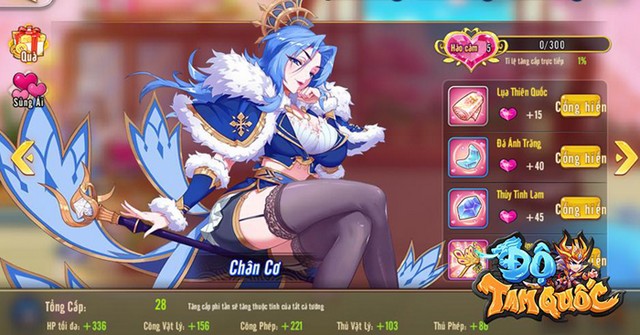 Quà
Sủng Ái
Hảo cảm 5
0/300
Tỉ lệ tăng cấp trực tiếp 1%
Lụa Thiên Quốc
+15
Cống hiến
Đá Ánh Trăng
+40
Cống hiến
Thủy Tinh Lam
+45
Cống hiến
Chân Cơ
ĐỘ
TAM QUỐC
Tổng Cấp: 28 Tăng cấp phi tần sẽ tăng thuộc tính của tất cả tướng
HP tối đa: +336 Công Vật Lý: +156 Công Phép: +221 Thủ Vật Lý: +103 Thủ Phép: